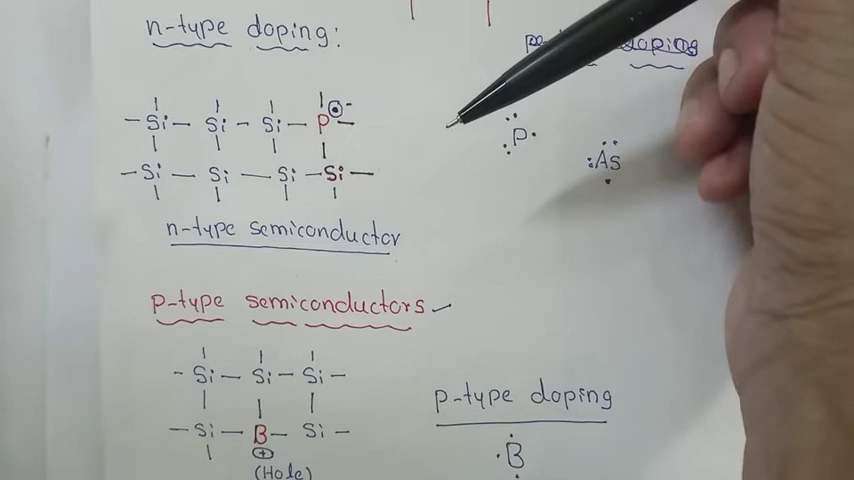 n-type doping:
doping
Si Si Si P -
P
As
Si Si Si Si
n-type semiconductor
p-type semiconductors
Si Si Si
p-type doping
Si B Si
+
B
(Hole)